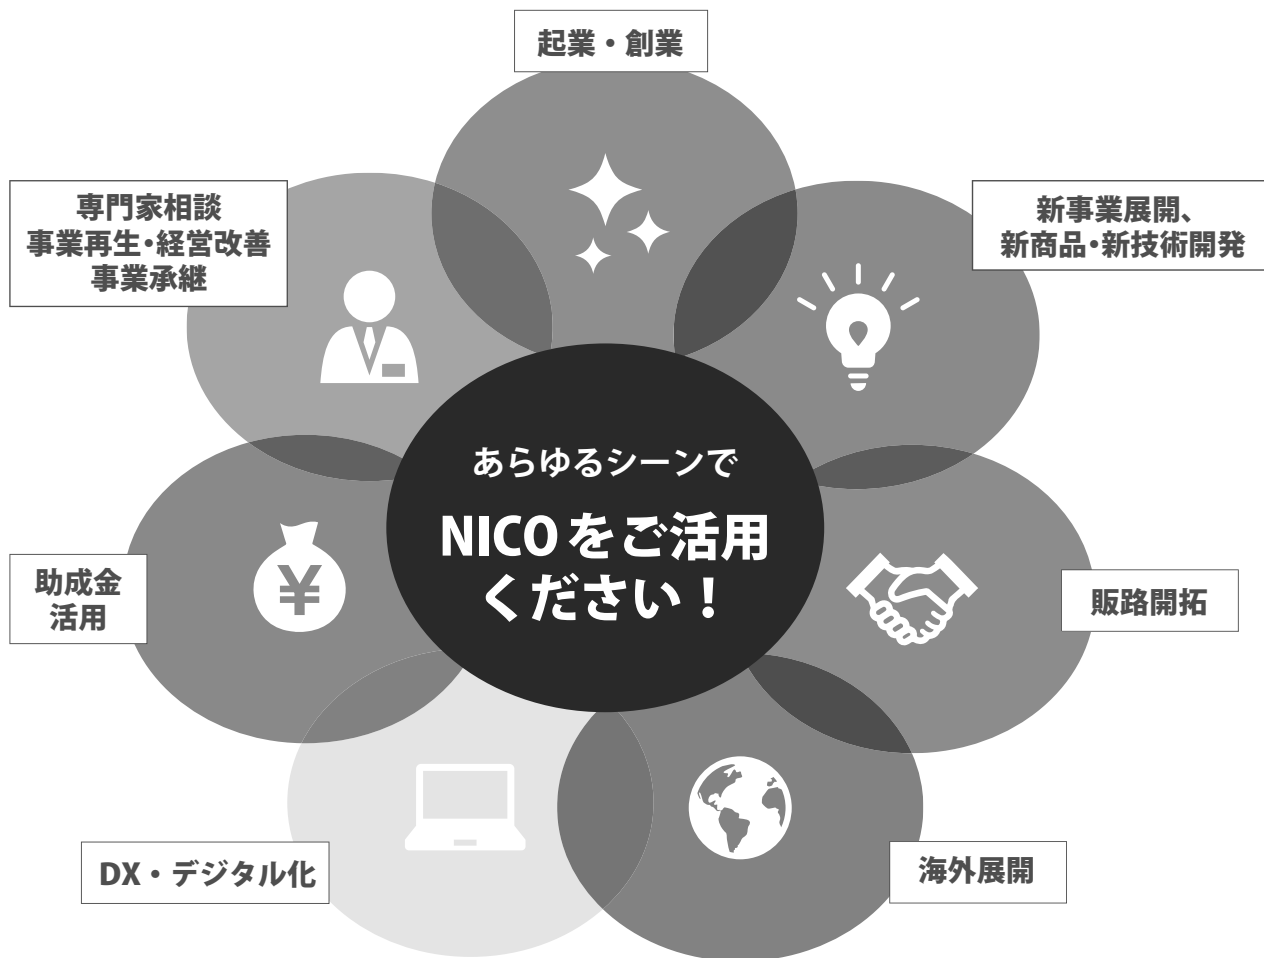 起業・創業
専門家相談
事業再生・経営改善
事業承継
新事業展開、
新商品・新技術開発
あらゆるシーンで
NICOをご活用
ください！
¥
助成金
活用
販路開拓
DX・デジタル化
海外展開